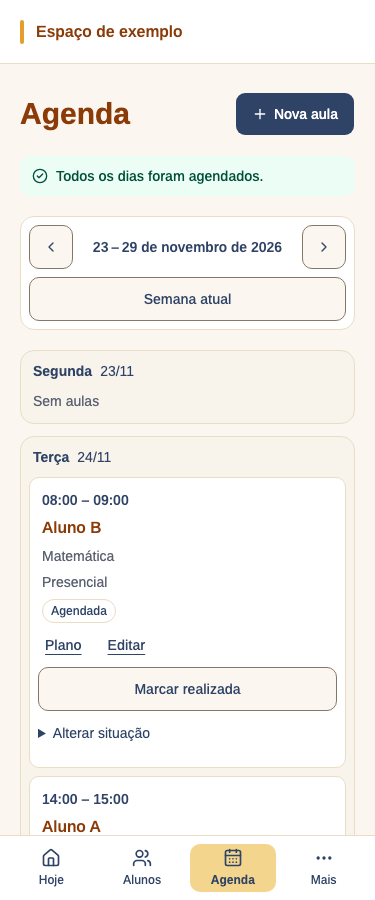 Espaço de exemplo
Agenda
Nova aula
Todos os dias foram agendados.
23 – 29 de novembro de 2026
Semana atual
Segunda 23/11
Sem aulas
Terça 24/11
08:00 – 09:00
Aluno B
Matemática
Presencial
Agendada
Plano Editar
Marcar realizada
Alterar situação
14:00 – 15:00
Aluno A
Hoje Alunos Agenda Mais